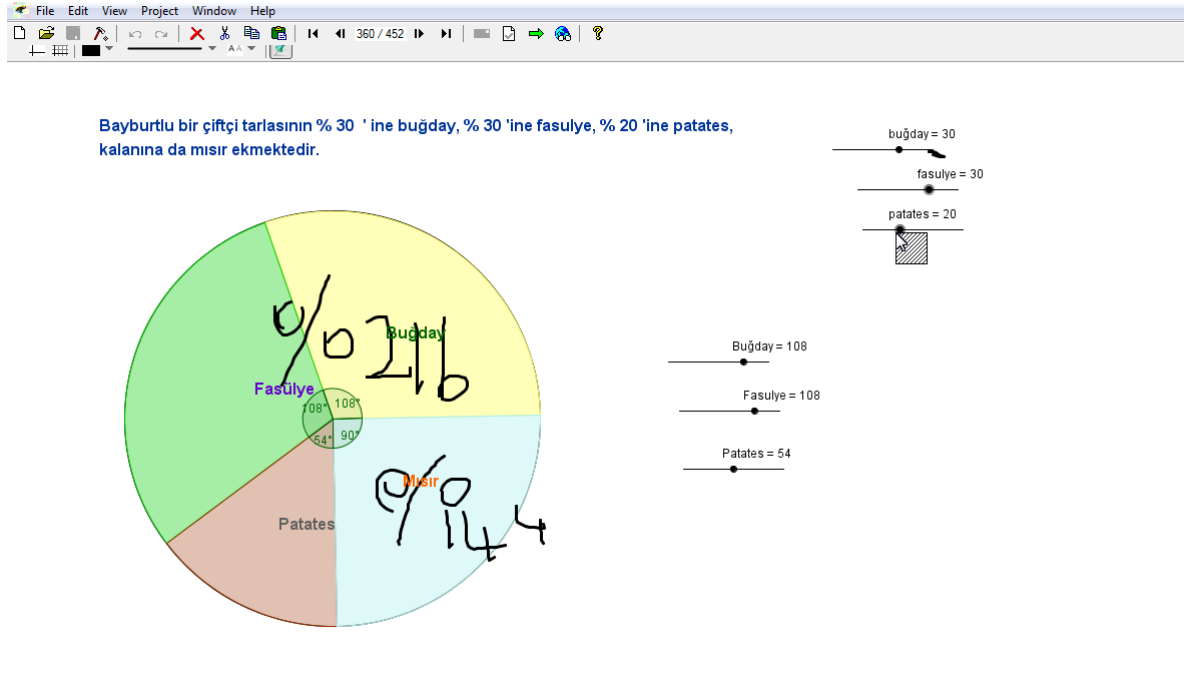 File Edit View Project Window Help
360 / 452
A A
Bayburtlu bir çiftçi tarlasının % 30 ' ine buğday, % 30 'ine fasulye, % 20 'ine patates,
kalanına da mısır ekmektedir.
buğday = 30
fasulye = 30
patates = 20
Buğday
% 216
Fasülye
108° 108°
54° 90°
Mısır
% 144
Patates
Buğday = 108
Fasulye = 108
Patates = 54